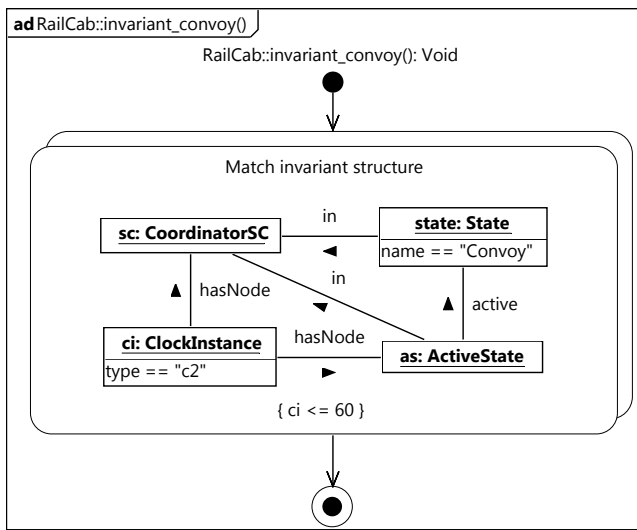 ad RailCab::invariant_convoy()
RailCab::invariant_convoy(): Void
Match invariant structure
sc: CoordinatorSC
in
state: State
name == "Convoy"
in
hasNode
active
ci: ClockInstance
type == "c2"
hasNode
as: ActiveState
{ ci <= 60 }